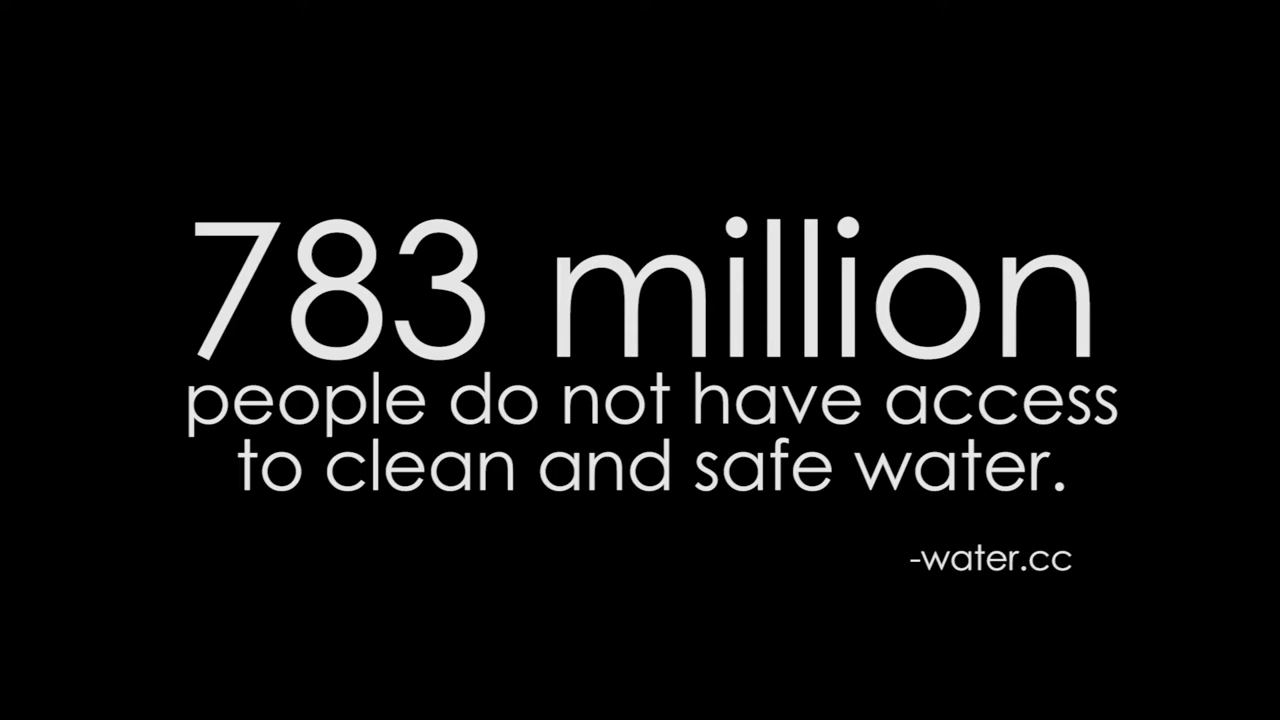 783 million
people do not have access
to clean and safe water.
-water.cc